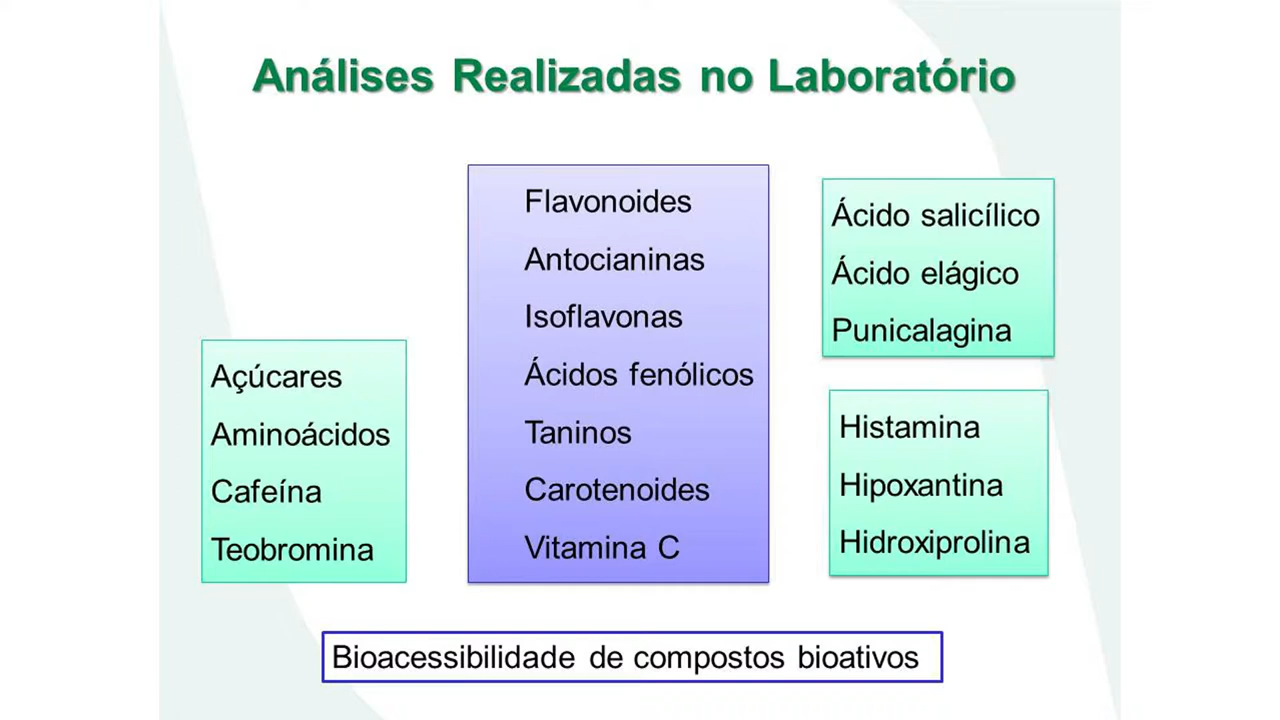 Análises Realizadas no Laboratório
Açúcares
Aminoácidos
Cafeína
Teobromina
Flavonoides
Antocianinas
Isoflavonas
Ácidos fenólicos
Taninos
Carotenoides
Vitamina C
Ácido salicílico
Ácido elágico
Punicalagina
Histamina
Hipoxantina
Hidroxiprolina
Bioacessibilidade de compostos bioativos